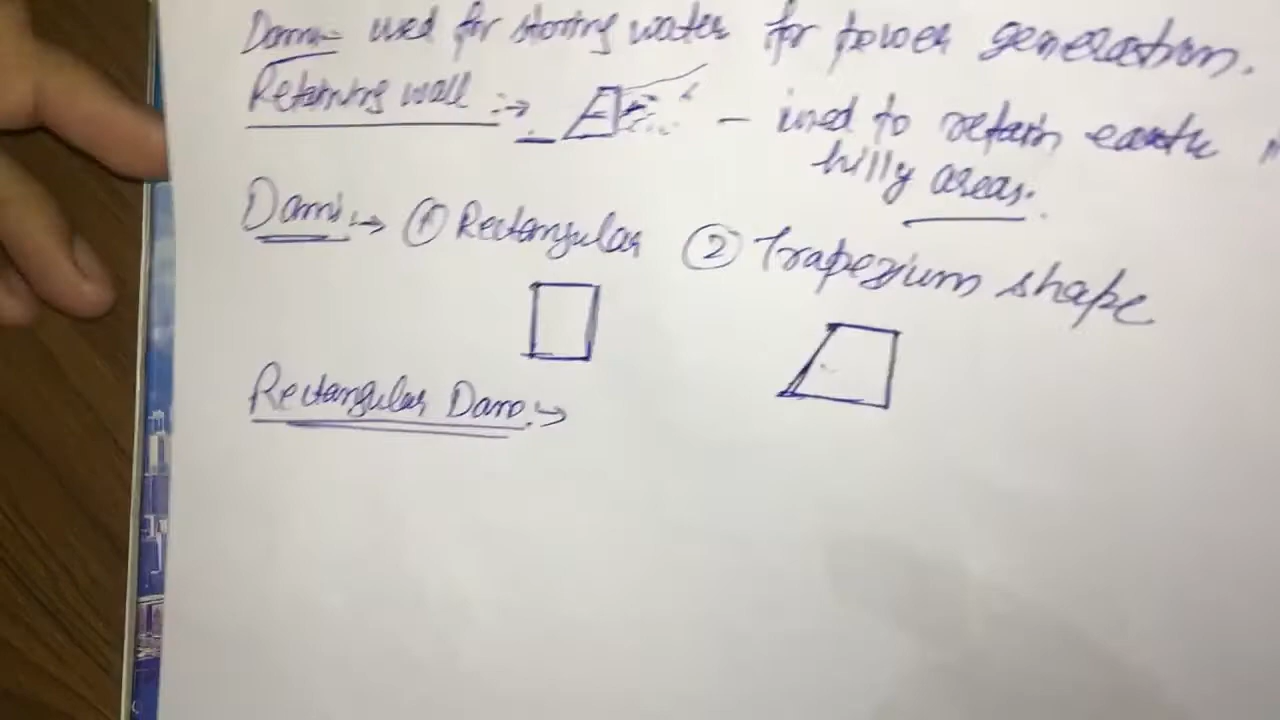 Dam:- used for storing water for power generation.
Retaining wall :→ - used to retain earth in
hilly areas.
Dams:→ ① Rectangular ② Trapezium shape
Rectangular Dam:→